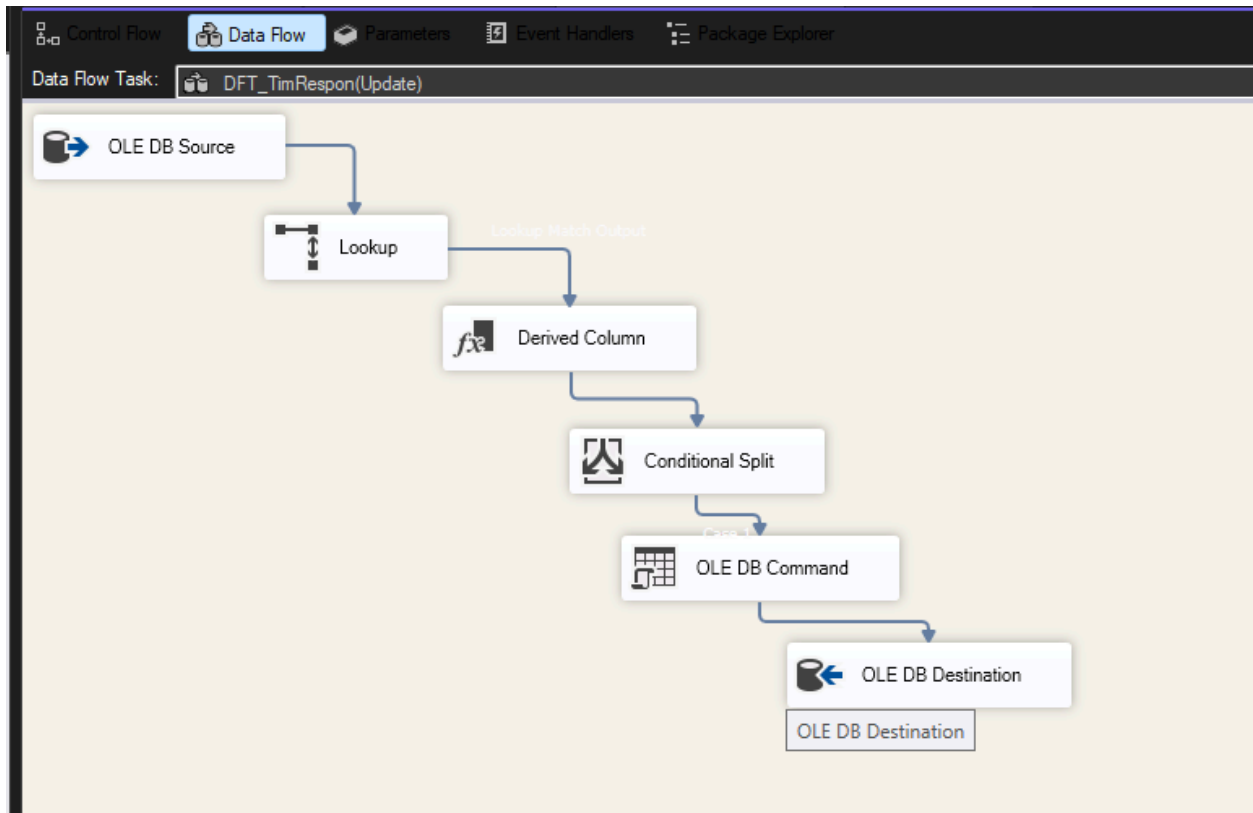 Control Flow Data Flow Parameters Event Handlers Package Explorer
Data Flow Task: DFT_TimRespon(Update)
OLE DB Source
Lookup Match Output
Lookup
Derived Column
Conditional Split
Case 1
OLE DB Command
OLE DB Destination
OLE DB Destination